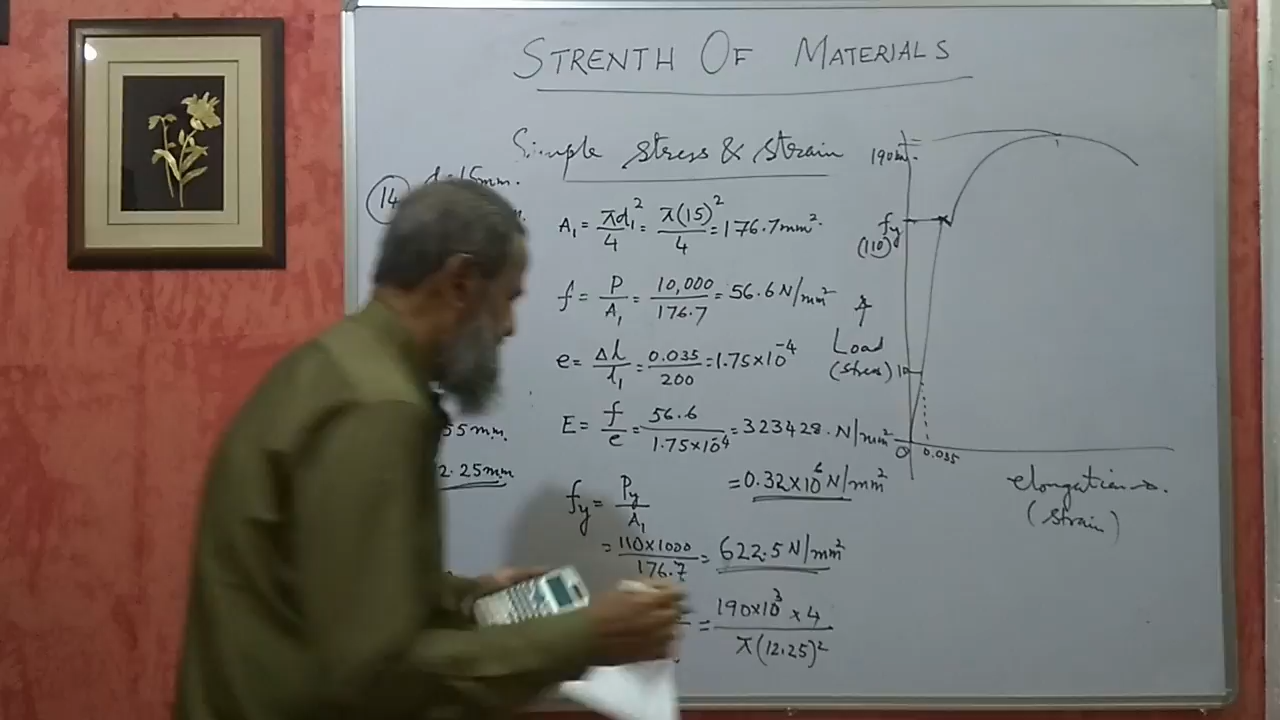 STRENTH OF MATERIALS
Simple stress & strain
14
15mm.
A₁ = πd₁²/4 = π(15)²/4 = 176.7mm²
f = P/A₁ = 10,000/176.7 = 56.6 N/mm²
e = Δl/l₁ = 0.035/200 = 1.75×10⁻⁴
E = f/e = 56.6/1.75×10⁻⁴ = 323428. N/mm²
= 0.32×10⁶ N/mm²
fy = Py/A₁
= 110×1000/176.7 = 622.5 N/mm²
= 190×10³ × 4/π(12.25)²
55mm.
2.25mm
190
fy
(110)
Load
(stress)
10
0
0.035
elongation
(strain)